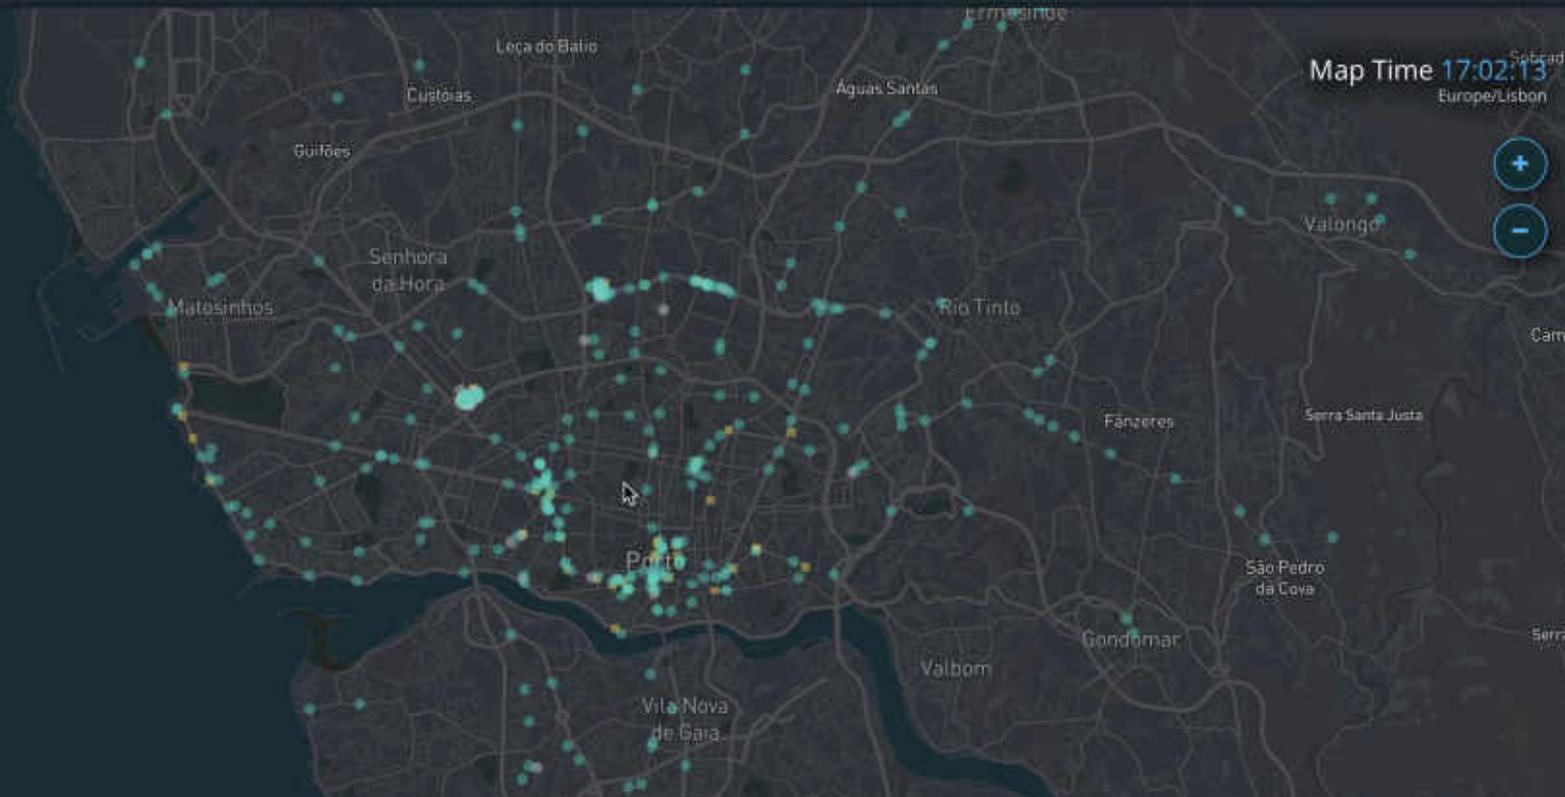 Ermesinde
Leça do Balio
Map Time 17:02:13
Europe/Lisbon
Águas Santas
Custóias
Guifões
+
Valongo
−
Senhora
da Hora
Matosinhos
Rio Tinto
Fânzeres
Serra Santa Justa
Porto
São Pedro
da Cova
Gondomar
Serra
Valbom
Vila Nova
de Gaia